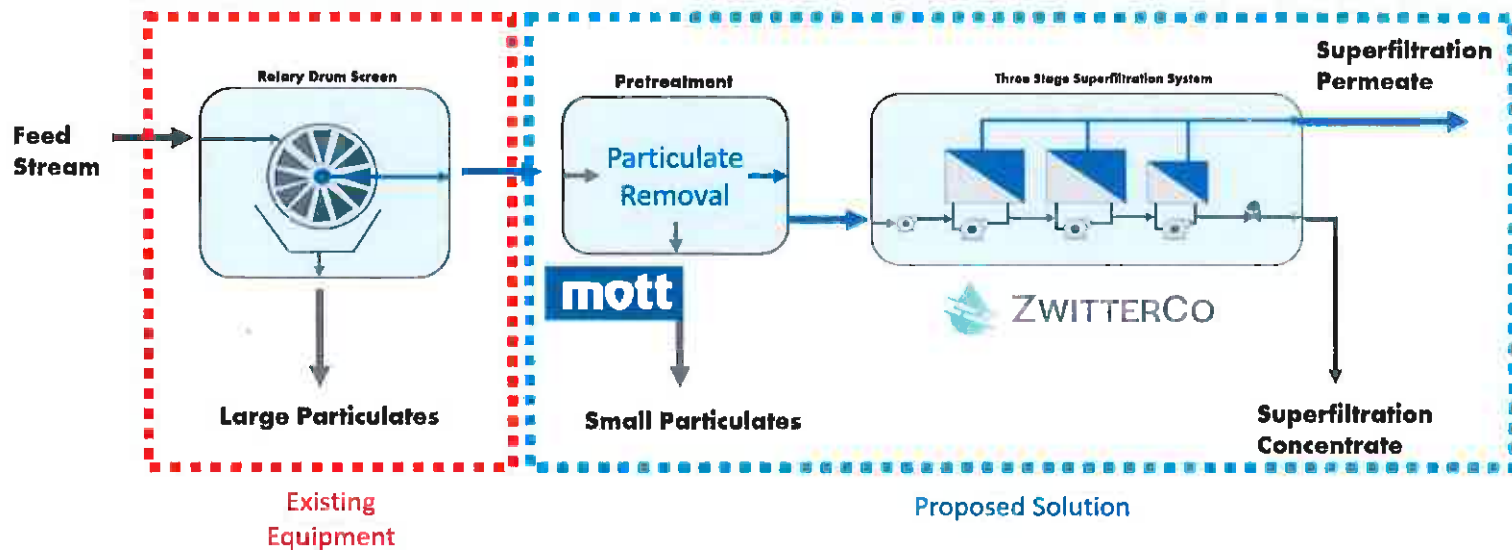 Rotary Drum Screen
Pretreatment
Three Stage Superfiltration System
Superfiltration
Permeate
Feed
Stream
Particulate
Removal
mott
ZWITTERCO
Large Particulates
Small Particulates
Superfiltration
Concentrate
Existing
Equipment
Proposed Solution